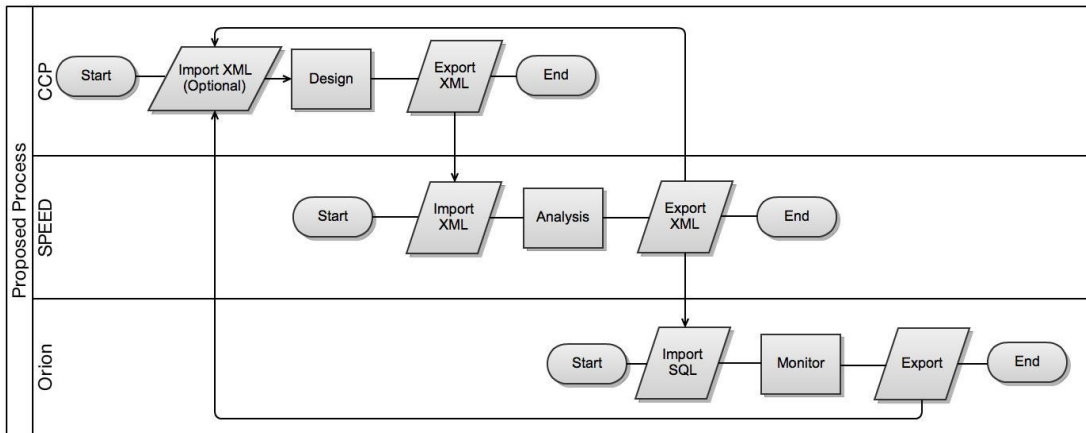 Proposed Process
CCP
Start
Import XML
(Optional)
Design
Export
XML
End
SPEED
Start
Import
XML
Analysis
Export
XML
End
Orion
Start
Import
SQL
Monitor
Export
End